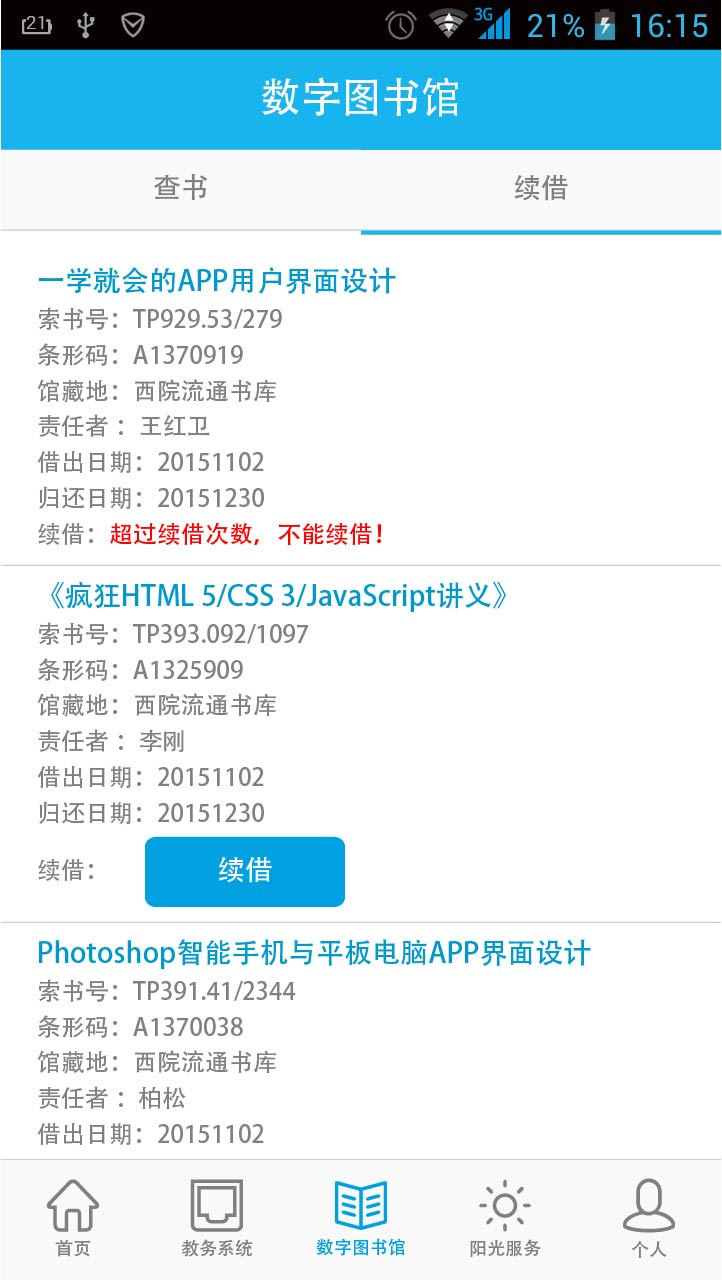 21
3G 21% 16:15
数字图书馆
查书 续借
一学就会的APP用户界面设计
索书号：TP929.53/279
条形码：A1370919
馆藏地：西院流通书库
责任者 ：王红卫
借出日期：20151102
归还日期：20151230
续借：超过续借次数，不能续借！
《疯狂HTML 5/CSS 3/JavaScript讲义》
索书号：TP393.092/1097
条形码：A1325909
馆藏地：西院流通书库
责任者 ：李刚
借出日期：20151102
归还日期：20151230
续借： 续借
Photoshop智能手机与平板电脑APP界面设计
索书号：TP391.41/2344
条形码：A1370038
馆藏地：西院流通书库
责任者 ：柏松
借出日期：20151102
首页 教务系统 数字图书馆 阳光服务 个人